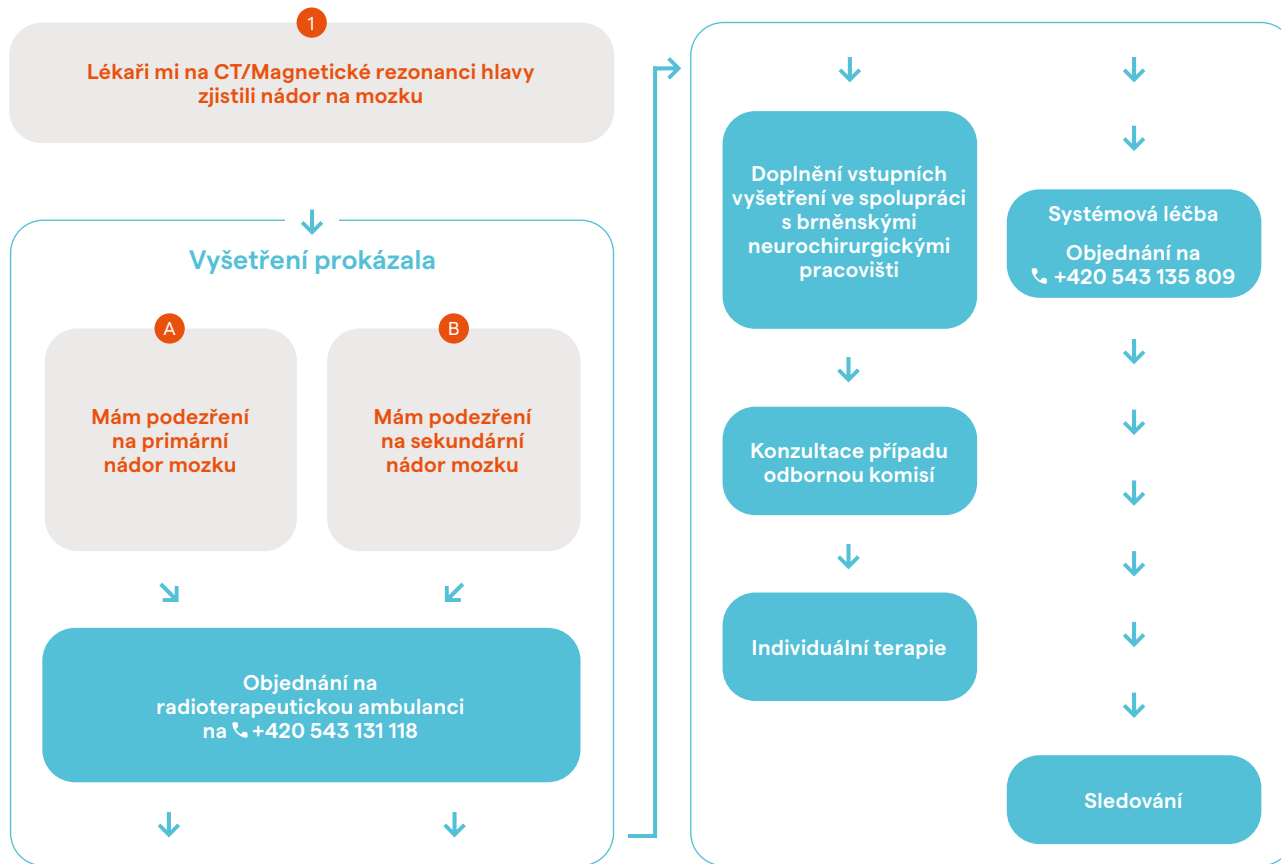 1
Lékaři mi na CT/Magnetické rezonanci hlavy
zjistili nádor na mozku
Vyšetření prokázala
A
Mám podezření
na primární
nádor mozku
B
Mám podezření
na sekundární
nádor mozku
Objednání na
radioterapeutickou ambulanci
na +420 543 131 118
Doplnění vstupních
vyšetření ve spolupráci
s brněnskými
neurochirurgickými
pracovišti
Konzultace případu
odbornou komisí
Individuální terapie
Systémová léčba
Objednání na
+420 543 135 809
Sledování